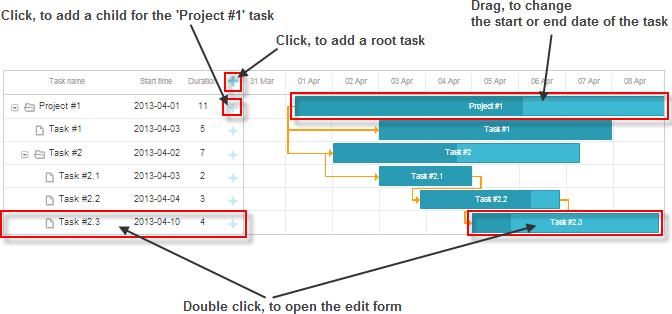 Click, to add a child for the 'Project #1' task
Drag, to change
the start or end date of the task
Click, to add a root task
Task name Start time Duration 31 Mar 01 Apr 02 Apr 03 Apr 04 Apr 05 Apr 06 Apr 07 Apr 08 Apr
Project #1 2013-04-01 11 Project #1
Task #1 2013-04-03 5 Task #1
Task #2 2013-04-02 7 Task #2
Task #2.1 2013-04-03 2 Task #2.1
Task #2.2 2013-04-04 3 Task #2.2
Task #2.3 2013-04-10 4 Task #2.3
Double click, to open the edit form